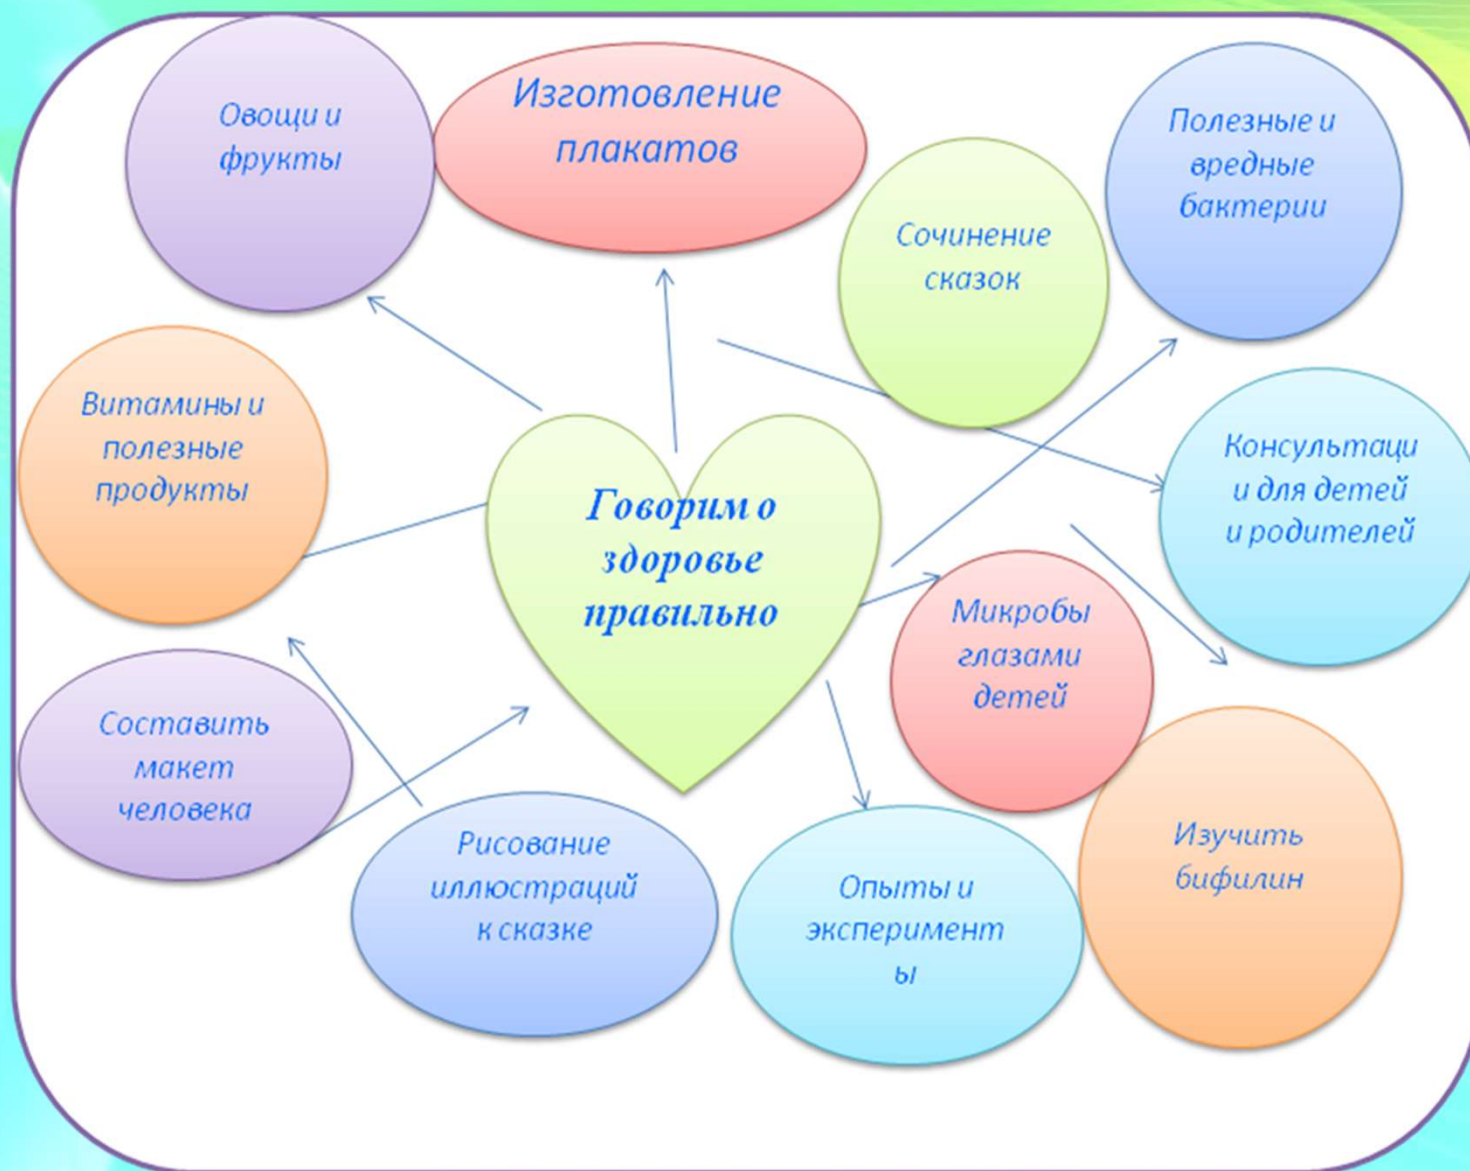 Овощи и
фрукты
Изготовление
плакатов
Сочинение
сказок
Полезные и
вредные
бактерии
Витамины и
полезные
продукты
Говорим о
здоровье
правильно
Консультаци
и для детей
и родителей
Микробы
глазами
детей
Составить
макет
человека
Рисование
иллюстраций
к сказке
Опыты и
эксперимент
ы
Изучить
бифилин